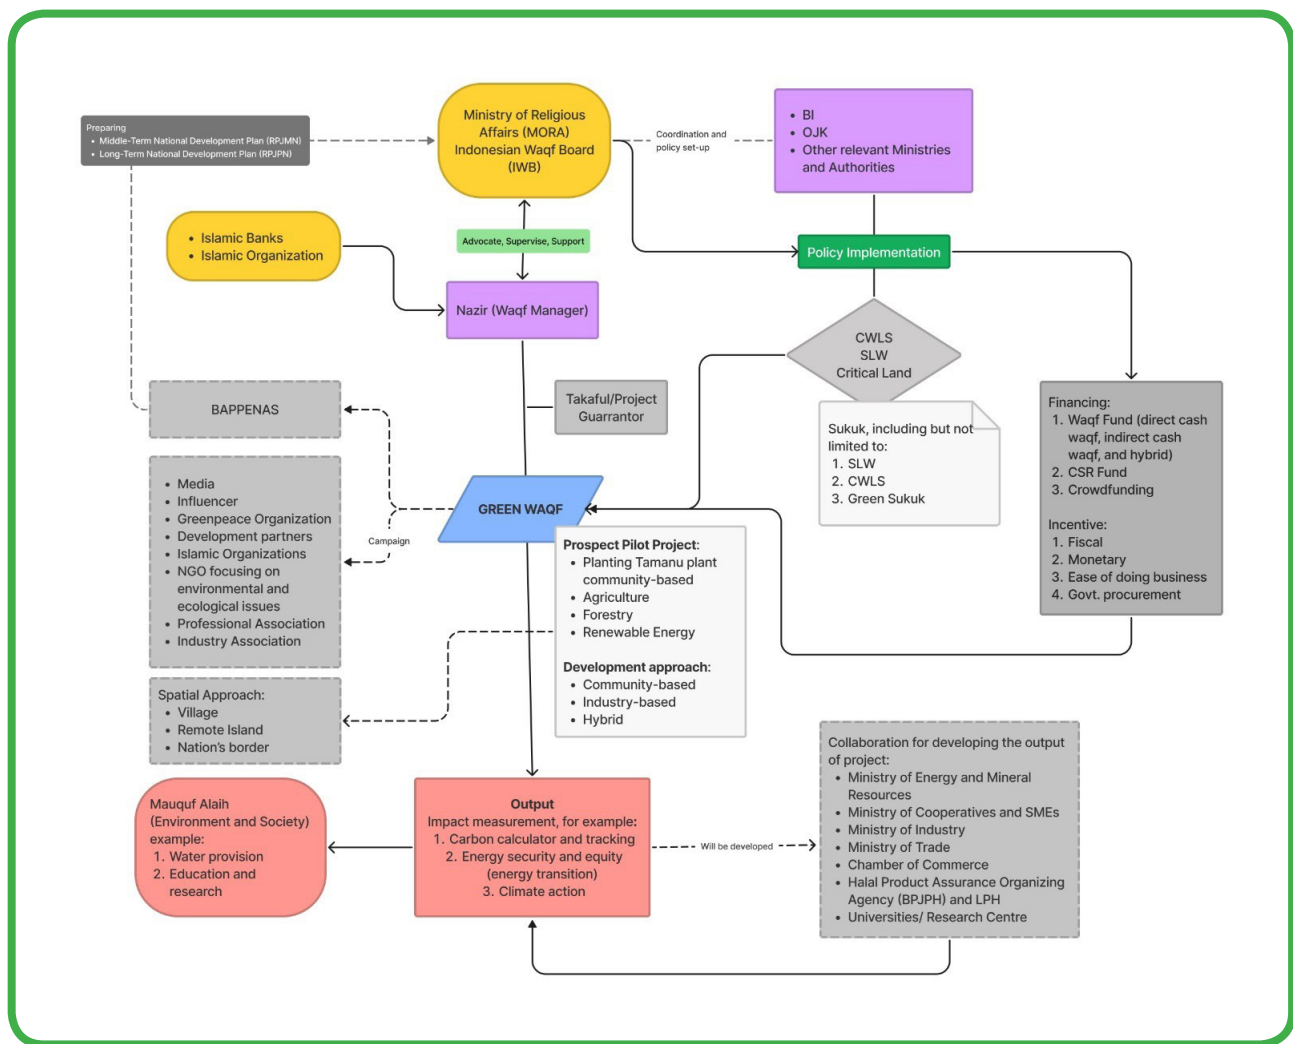 Preparing
• Middle-Term National Development Plan (RPJMN)
• Long-Term National Development Plan (RPJPN)
Ministry of Religious
Affairs (MORA)
Indonesian Waqf Board
(IWB)
Coordination and
policy set-up
• BI
• OJK
• Other relevant Ministries
and Authorities
• Islamic Banks
• Islamic Organization
Advocate, Supervise, Support
Policy Implementation
Nazir (Waqf Manager)
CWLS
SLW
Critical Land
BAPPENAS
Takaful/Project
Guarrantor
Sukuk, including but not
limited to:
1. SLW
2. CWLS
3. Green Sukuk
Financing:
1. Waqf Fund (direct cash
waqf, indirect cash
waqf, and hybrid)
2. CSR Fund
3. Crowdfunding
Incentive:
1. Fiscal
2. Monetary
3. Ease of doing business
4. Govt. procurement
• Media
• Influencer
• Greenpeace Organization
• Development partners
• Islamic Organizations
• NGO focusing on
environmental and
ecological issues
• Professional Association
• Industry Association
Campaign
GREEN WAQF
Prospect Pilot Project:
• Planting Tamanu plant
community-based
• Agriculture
• Forestry
• Renewable Energy
Development approach:
• Community-based
• Industry-based
• Hybrid
Spatial Approach:
• Village
• Remote Island
• Nation's border
Mauquf Alaih
(Environment and Society)
example:
1. Water provision
2. Education and
research
Output
Impact measurement, for example:
1. Carbon calculator and tracking
2. Energy security and equity
(energy transition)
3. Climate action
Will be developed
Collaboration for developing the output
of project:
• Ministry of Energy and Mineral
Resources
• Ministry of Cooperatives and SMEs
• Ministry of Industry
• Ministry of Trade
• Chamber of Commerce
• Halal Product Assurance Organizing
Agency (BPJPH) and LPH
• Universities/ Research Centre